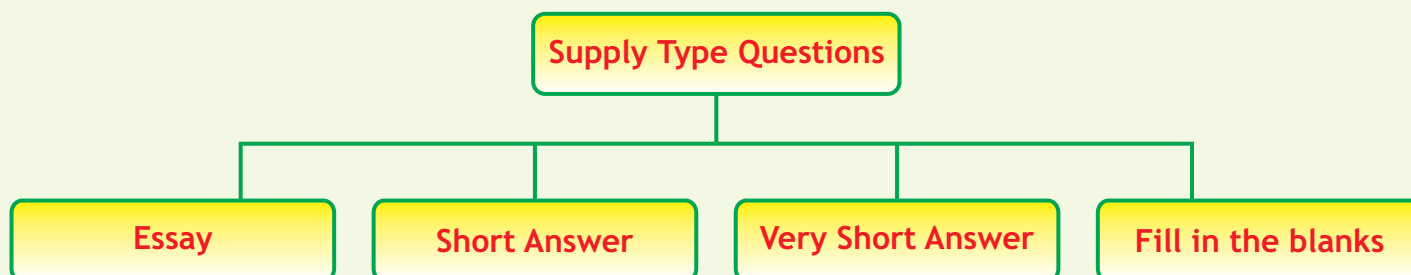 Supply Type Questions
Essay
Short Answer
Very Short Answer
Fill in the blanks